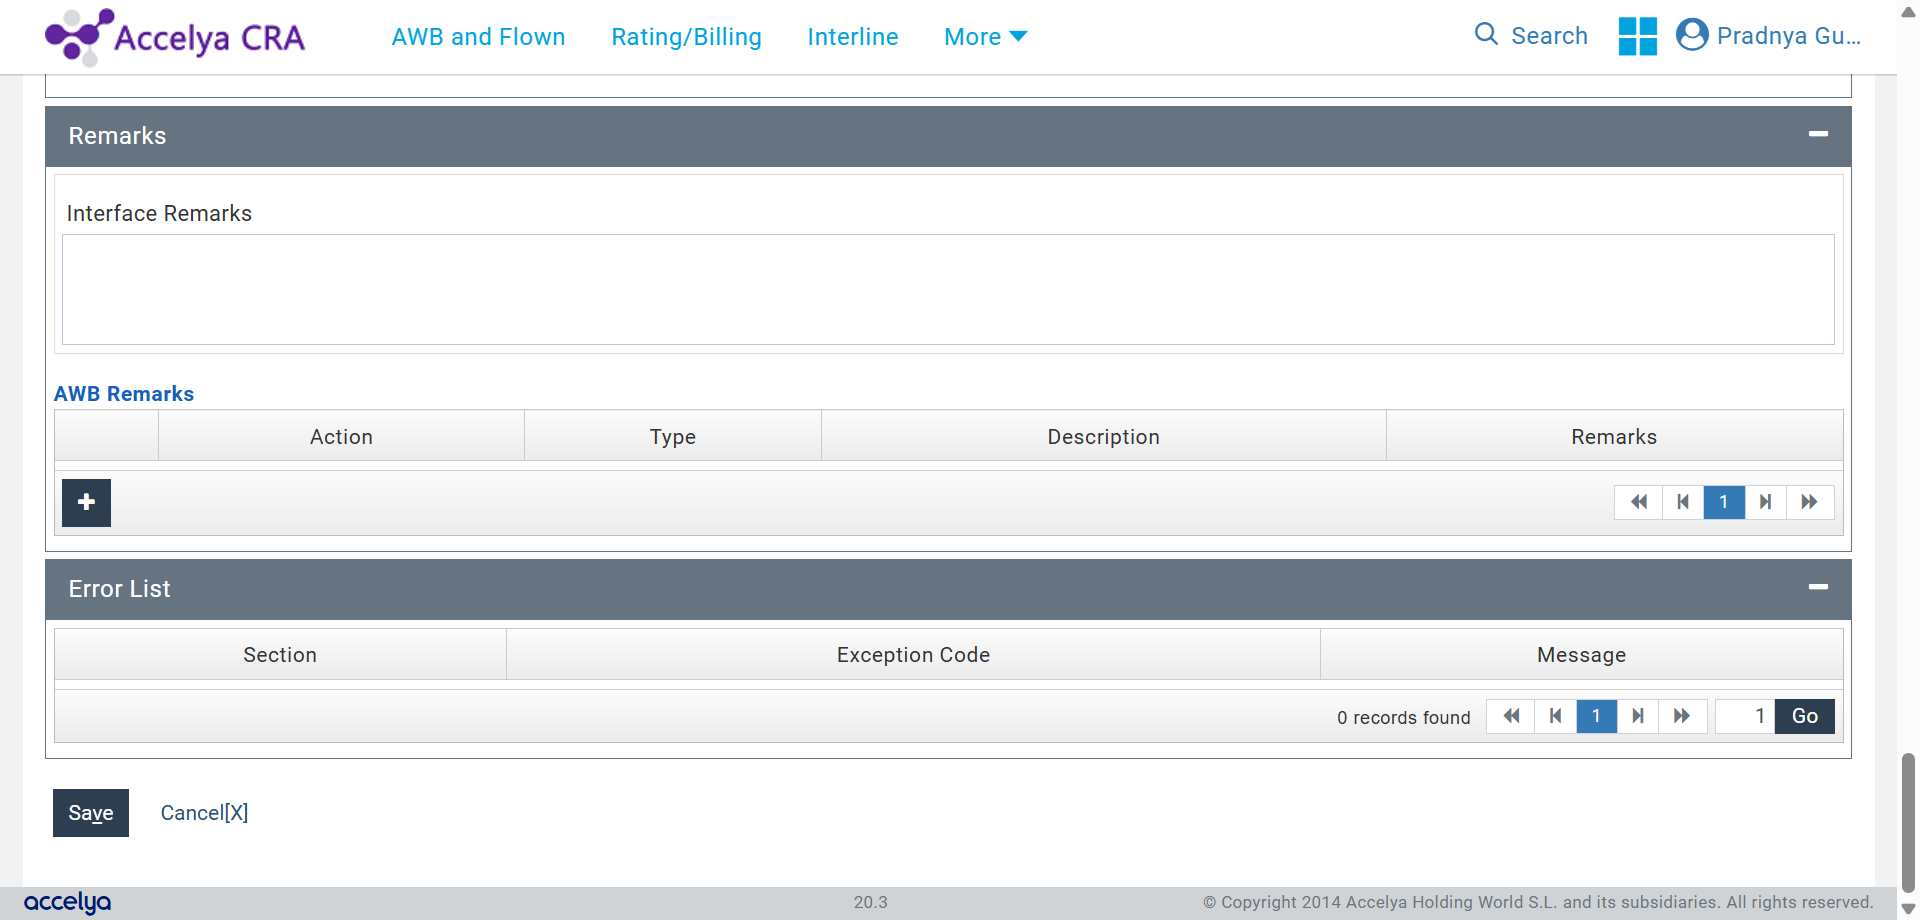 Accelya CRA
AWB and Flown Rating/Billing Interline More Search Pradnya Gu...
Remarks
Interface Remarks
AWB Remarks
Action Type Description Remarks
1
Error List
Section Exception Code Message
0 records found 1 1 Go
Save Cancel[X]
accelya 20.3 © Copyright 2014 Accelya Holding World S.L. and its subsidiaries. All rights reserved.